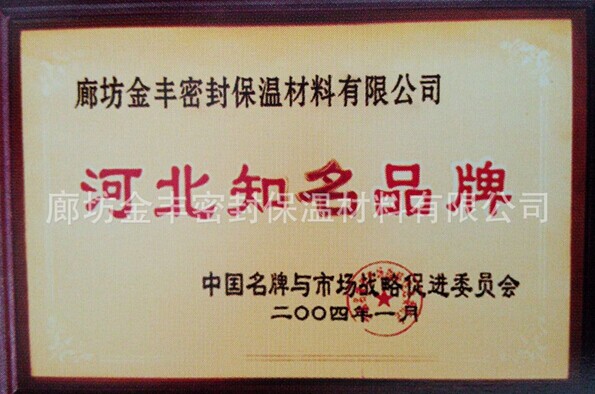 廊坊金丰密封保温材料有限公司
河北知名品牌
廊坊金丰密封保温材料有限公司
中国名牌与市场战略促进委员会
二〇〇四年一月